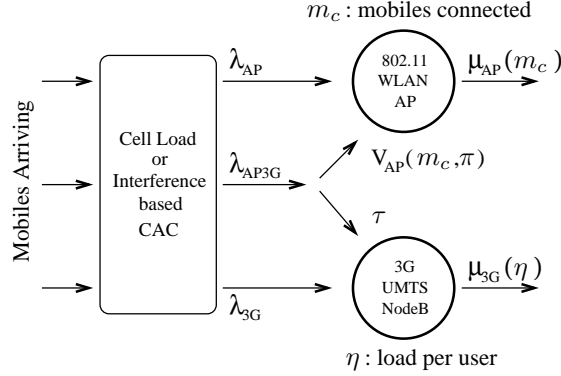 m_c : mobiles connected
Mobiles Arriving
Cell Load
or
Interference
based
CAC
λ_AP
λ_AP3G
λ_3G
802.11
WLAN
AP
μ_AP(m_c)
V_AP(m_c,π)
τ
3G
UMTS
NodeB
μ_3G(η)
η : load per user